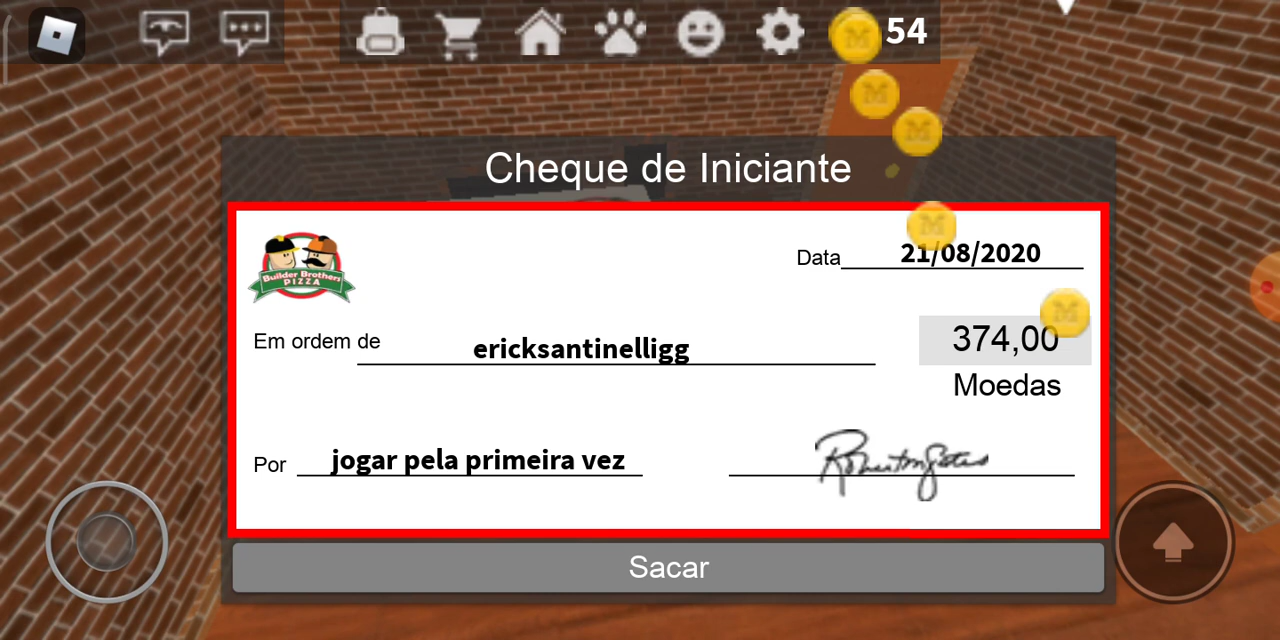 54
Cheque de Iniciante
Builder Brothers
PIZZA
Data 21/08/2020
Em ordem de ericksantinelligg
374,00
Moedas
Por jogar pela primeira vez
Sacar